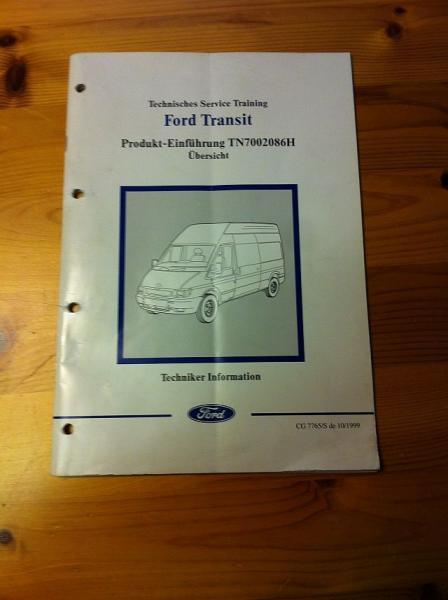 Technisches Service Training
Ford Transit
Produkt-Einführung TN7002086H
Übersicht
Techniker Information
Ford
CG 7765/S de 10/1999